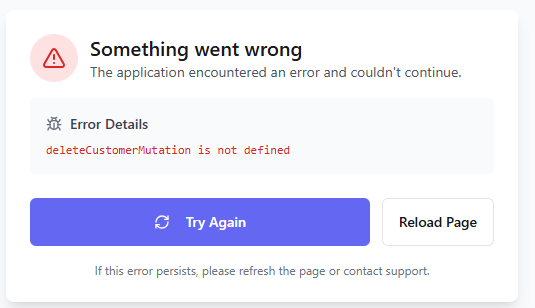 Something went wrong
The application encountered an error and couldn't continue.
Error Details
deleteCustomerMutation is not defined
Try Again
Reload Page
If this error persists, please refresh the page or contact support.